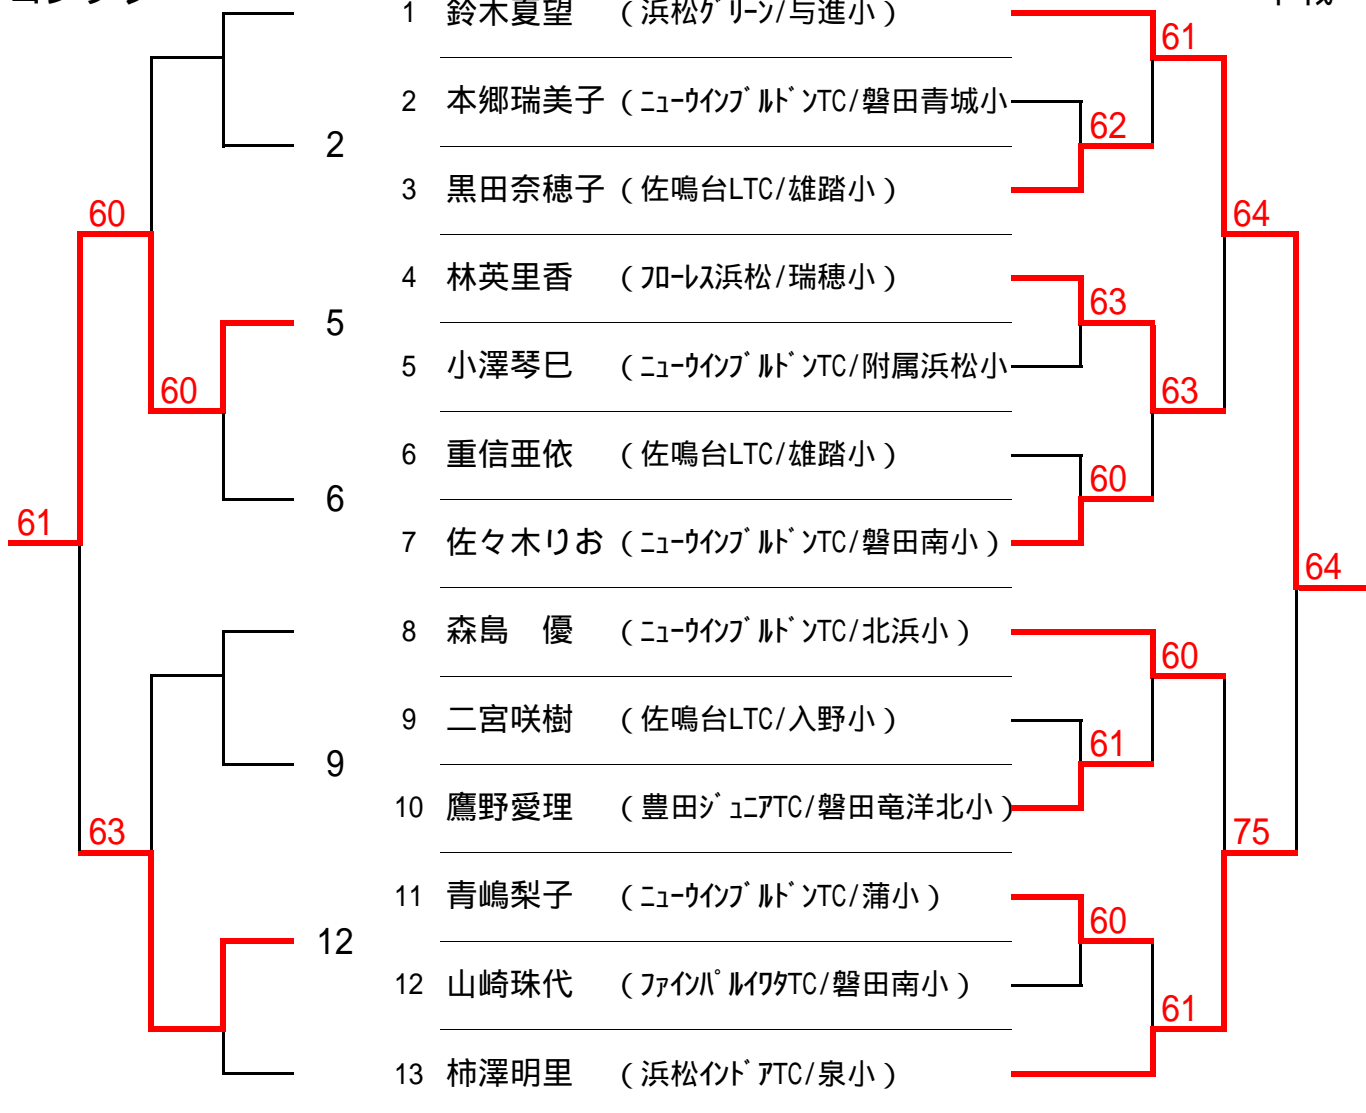 1 鈴木夏望 （浜松グリーン/与進小）
61
2 本郷瑞美子 （ニューウインブルドンTC/磐田青城小
2
62
3 黒田奈穂子 （佐鳴台LTC/雄踏小）
60
64
4 林英里香 （フローレス浜松/瑞穂小）
5
63
5 小澤琴巳 （ニューウインブルドンTC/附属浜松小
60
63
6 重信亜依 （佐鳴台LTC/雄踏小）
6
60
61
7 佐々木りお （ニューウインブルドンTC/磐田南小）
64
8 森島　優 （ニューウインブルドンTC/北浜小）
60
9 二宮咲樹 （佐鳴台LTC/入野小）
9
61
10 鷹野愛理 （豊田ジュニアTC/磐田竜洋北小）
63
75
11 青嶋梨子 （ニューウインブルドンTC/蒲小）
12
60
12 山崎珠代 （ファインパルイワタTC/磐田南小）
61
13 柿澤明里 （浜松インドアTC/泉小）